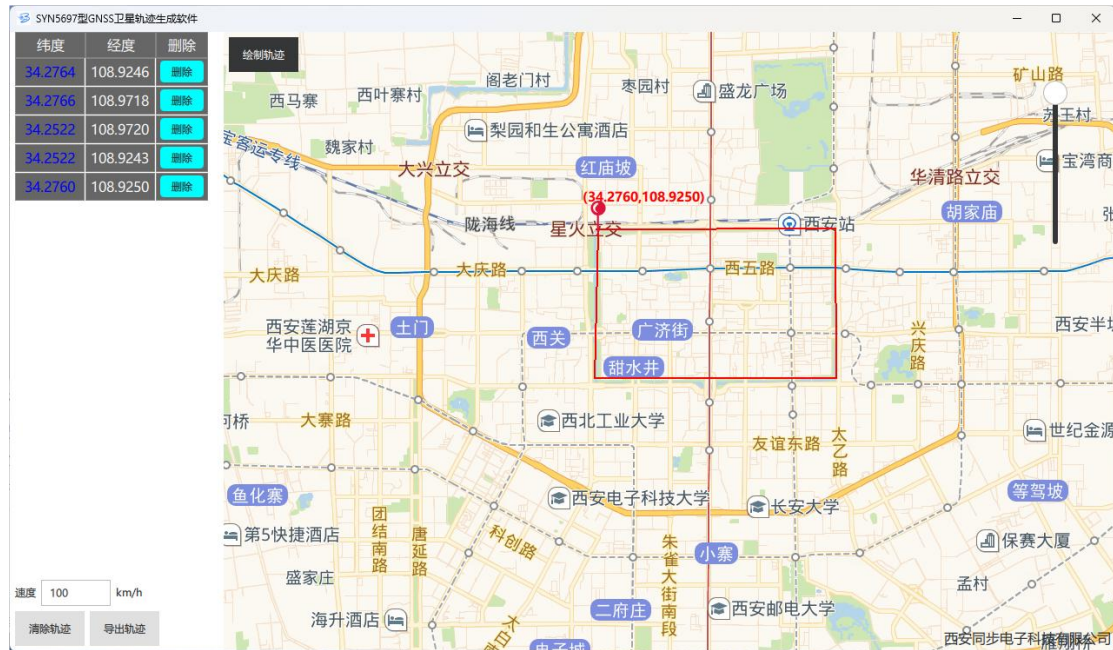 SYN5697型GNSS卫星轨迹生成软件
纬度 经度 删除
34.2764 108.9246 删除
34.2766 108.9718 删除
34.2522 108.9720 删除
34.2522 108.9243 删除
34.2760 108.9250 删除
绘制轨迹
矿山路
阁老门村
枣园村
盛龙广场
西马寨
西叶寨村
苏王村
梨园和生公寓酒店
宝客运专线
魏家村
大兴立交
红庙坡
宝湾商
华清路立交
(34.2760,108.9250)
陇海线
星火立交
西安站
胡家庙
大庆路
大庆路
西五路
西安莲湖京
华中医医院
土门
西关
广济街
兴庆路
西安半坡
甜水井
河桥
大寨路
西北工业大学
友谊东路
太乙路
世纪金源
鱼化寨
西安电子科技大学
长安大学
等驾坡
第5快捷酒店
团结南路
唐延路
科创路
朱雀大街南段
小寨
保赛大厦
盛家庄
孟村
速度 100 km/h
海升酒店
太白
二府庄
西安邮电大学
清除轨迹 导出轨迹
电子城
西安同步电子科技有限公司